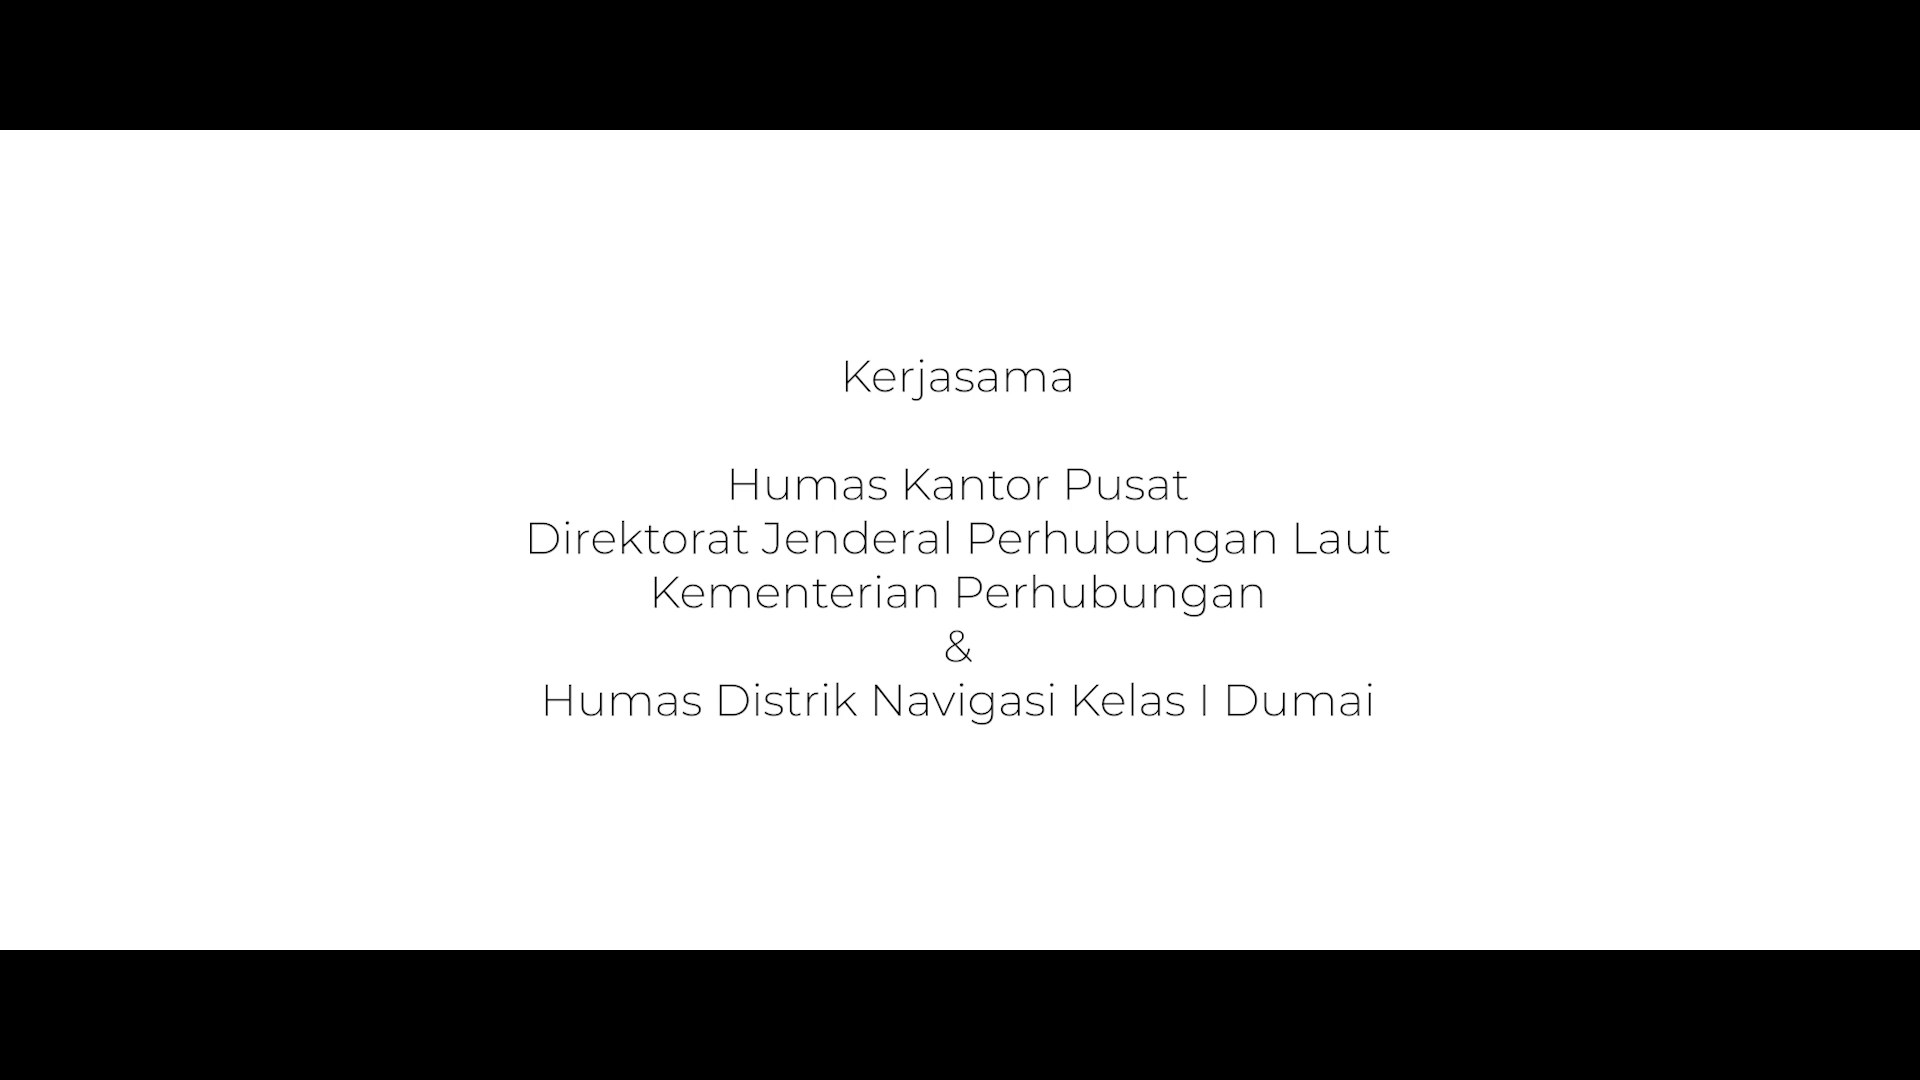 Kerjasama
Humas Kantor Pusat
Direktorat Jenderal Perhubungan Laut
Kementerian Perhubungan
&
Humas Distrik Navigasi Kelas I Dumai